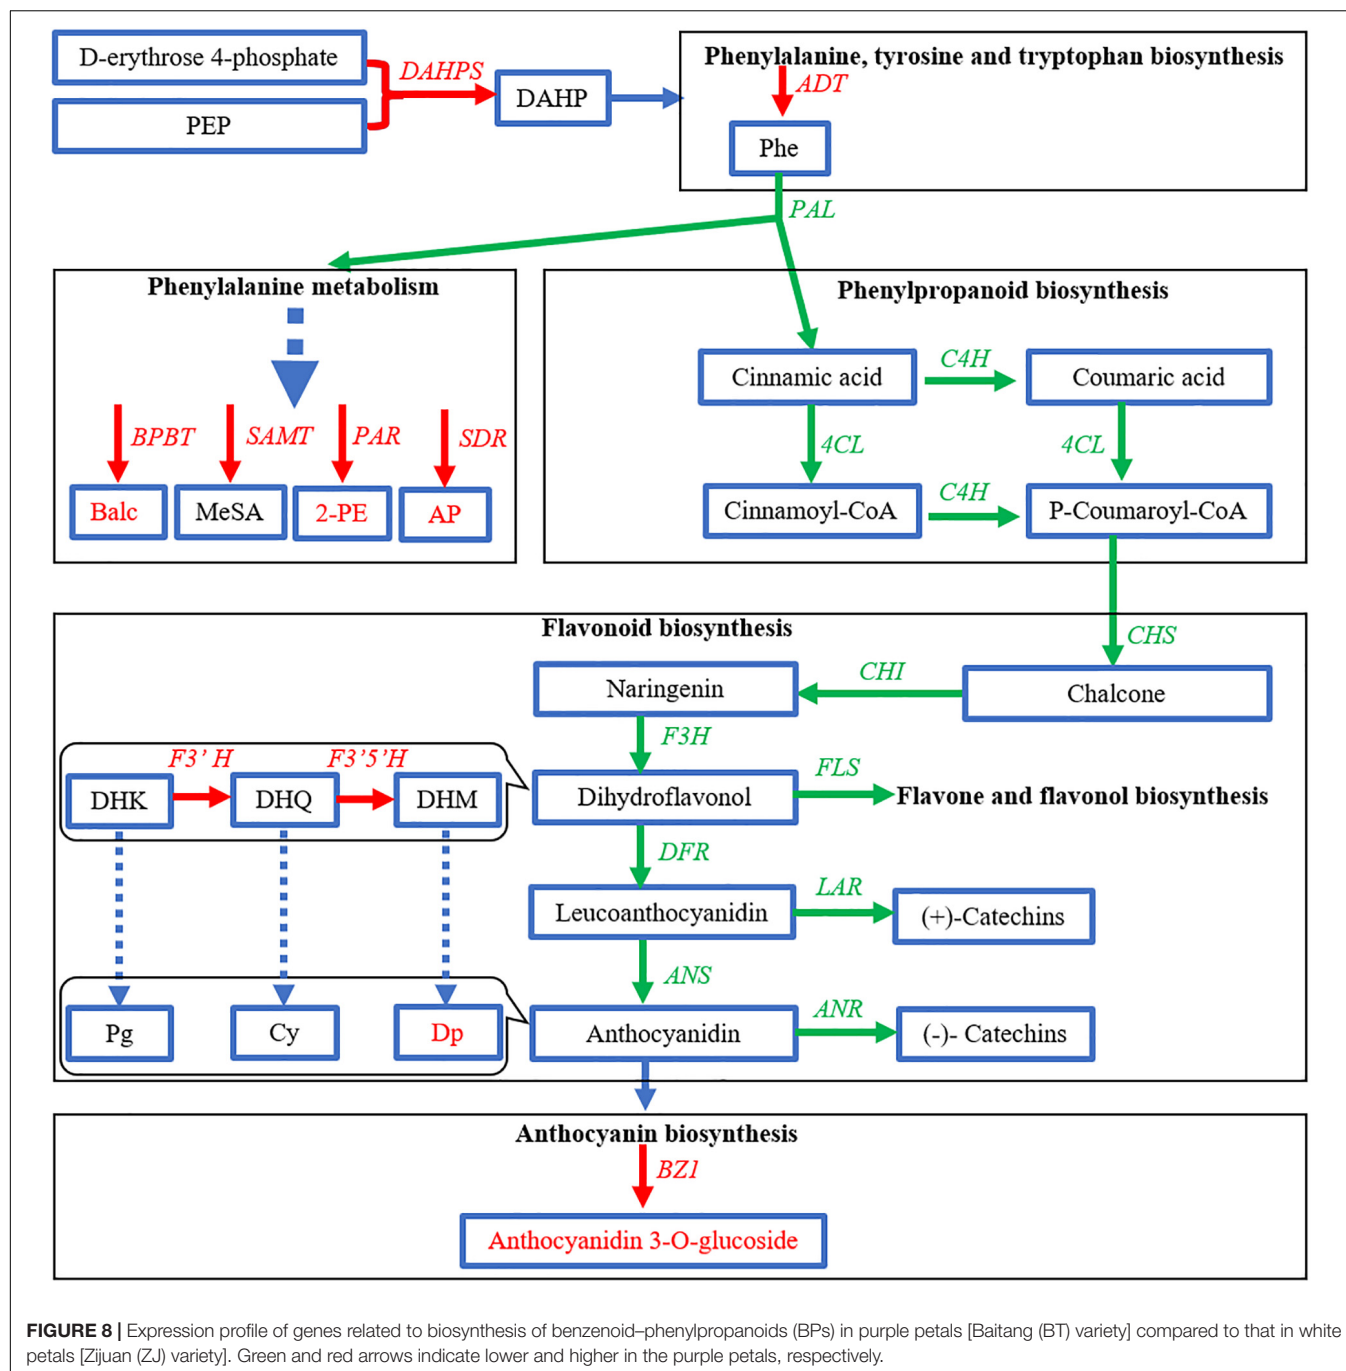 D-erythrose 4-phosphate
PEP
DAHPS
DAHP
Phenylalanine, tyrosine and tryptophan biosynthesis
ADT
Phe
PAL
Phenylalanine metabolism
BPBT
SAMT
PAR
SDR
Balc
MeSA
2-PE
AP
Phenylpropanoid biosynthesis
Cinnamic acid
C4H
Coumaric acid
4CL
4CL
Cinnamoyl-CoA
C4H
P-Coumaroyl-CoA
CHS
Flavonoid biosynthesis
Naringenin
CHI
Chalcone
F3H
F3’ H
F3’5’H
DHK
DHQ
DHM
Dihydroflavonol
FLS
Flavone and flavonol biosynthesis
DFR
Leucoanthocyanidin
LAR
(+)-Catechins
ANS
Pg
Cy
Dp
Anthocyanidin
ANR
(-)- Catechins
Anthocyanin biosynthesis
BZ1
Anthocyanidin 3-O-glucoside
FIGURE 8 | Expression profile of genes related to biosynthesis of benzenoid–phenylpropanoids (BPs) in purple petals [Baitang (BT) variety] compared to that in white
petals [Zijuan (ZJ) variety]. Green and red arrows indicate lower and higher in the purple petals, respectively.